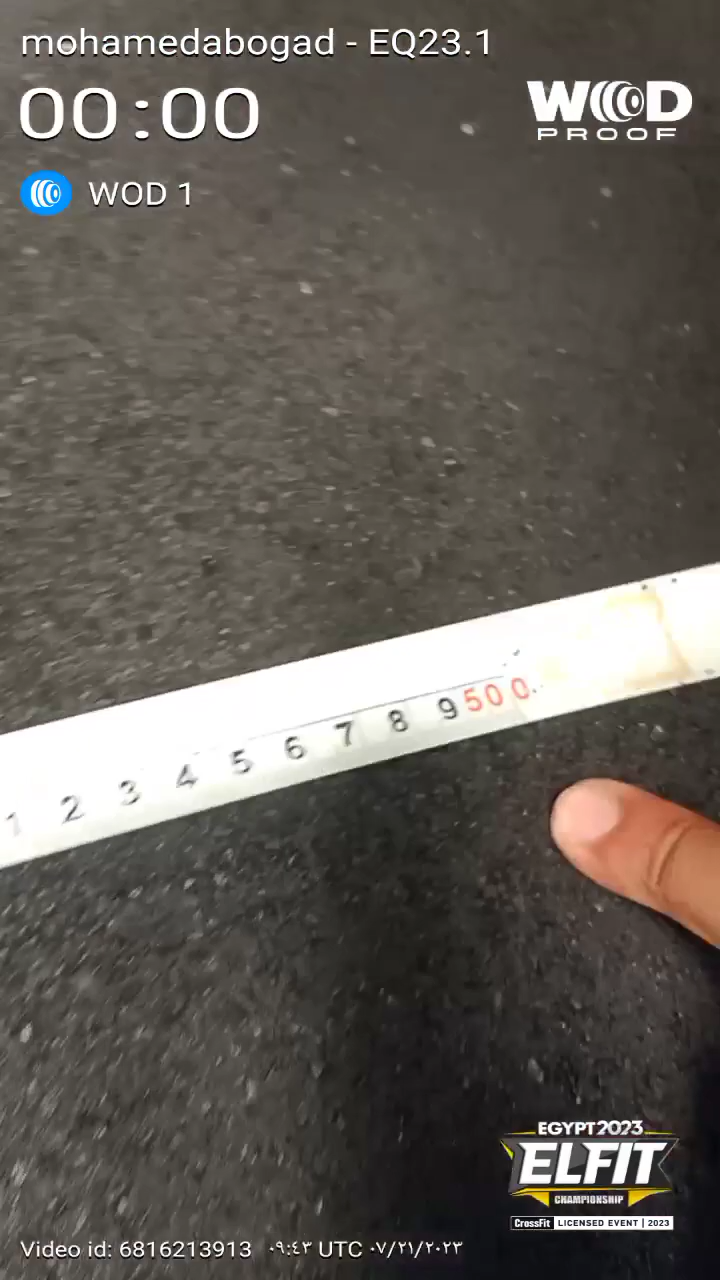 mohamedabogad - EQ23.1
00:00
WOD PROOF
WOD 1
1 2 3 4 5 6 7 8 9 500
EGYPT 2023
ELFIT
CHAMPIONSHIP
CrossFit LICENSED EVENT | 2023
Video id: 6816213913 ٠٩:٤٣ UTC ٠٧/٢١/٢٠٢٣